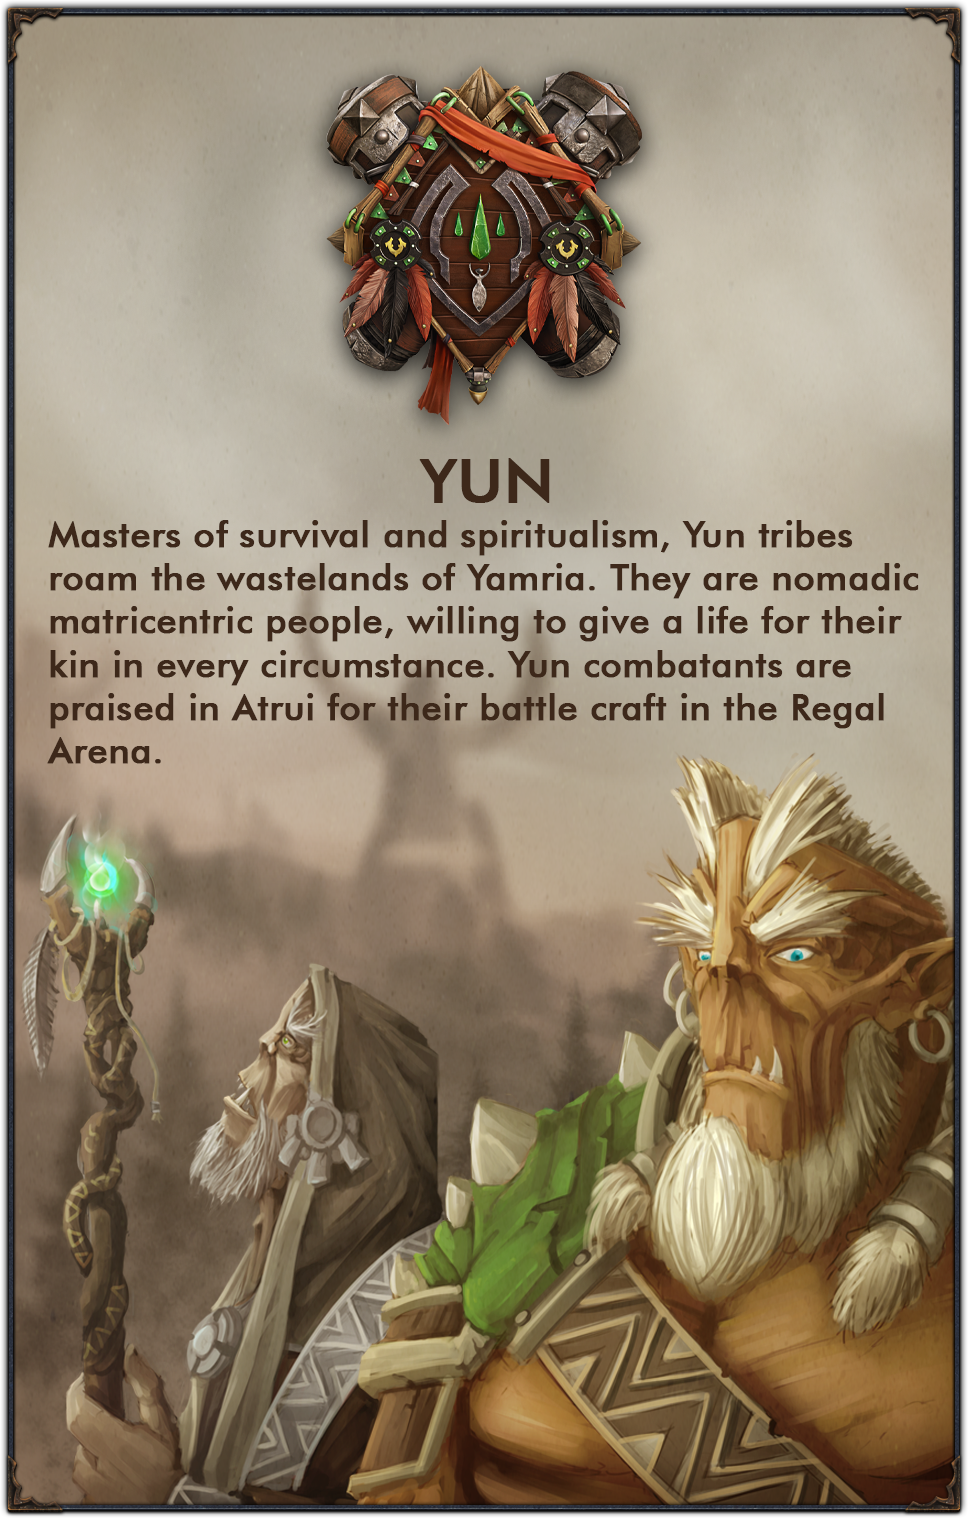 YUN
Masters of survival and spiritualism, Yun tribes
roam the wastelands of Yamria. They are nomadic
matricentric people, willing to give a life for their
kin in every circumstance. Yun combatants are
praised in Atrui for their battle craft in the Regal
Arena.